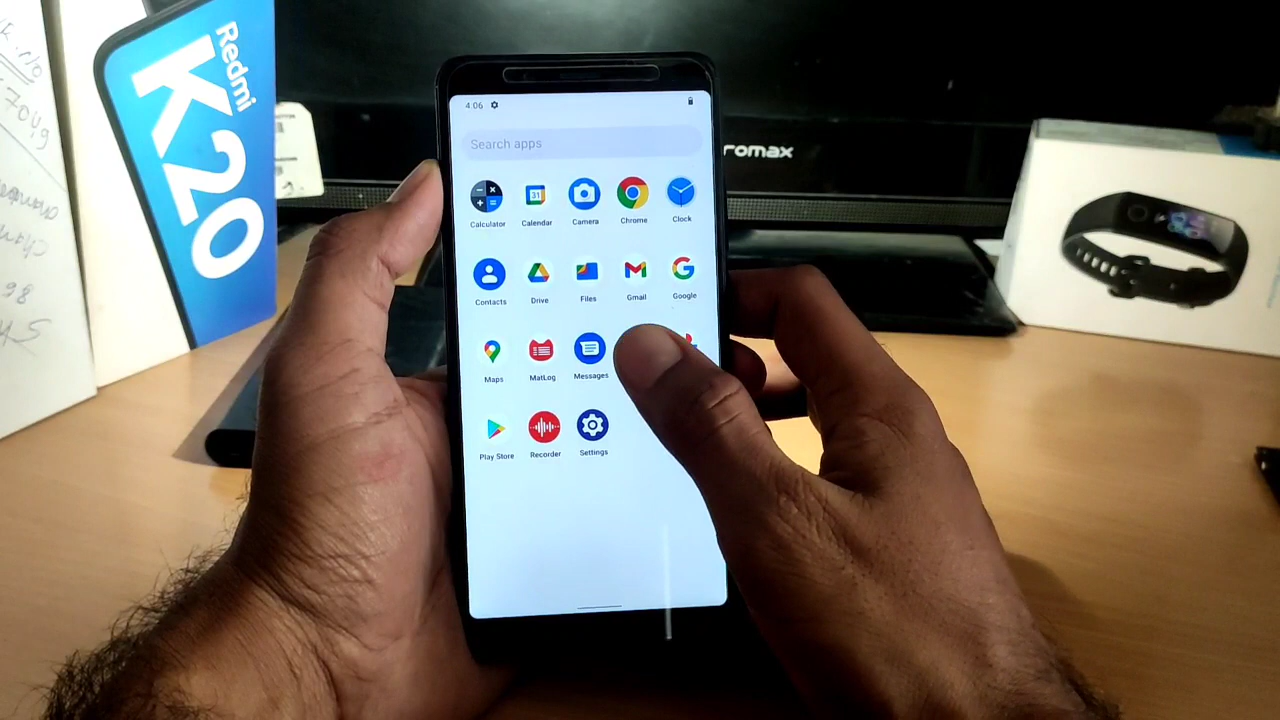 Redmi
K20
4:06
Search apps
Calculator
Calendar
Camera
Chrome
Clock
31
Contacts
Drive
Files
Gmail
Google
Maps
MatLog
Messages
Play Store
Recorder
Settings
romax